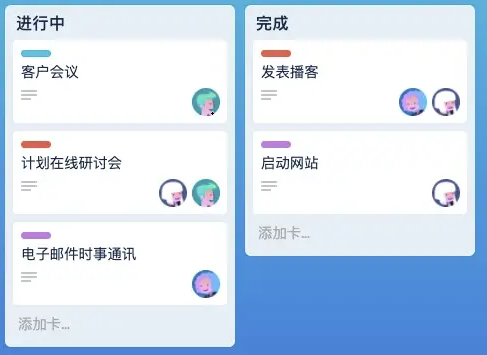 进行中
客户会议
计划在线研讨会
电子邮件时事通讯
添加卡...
完成
发表播客
启动网站
添加卡...